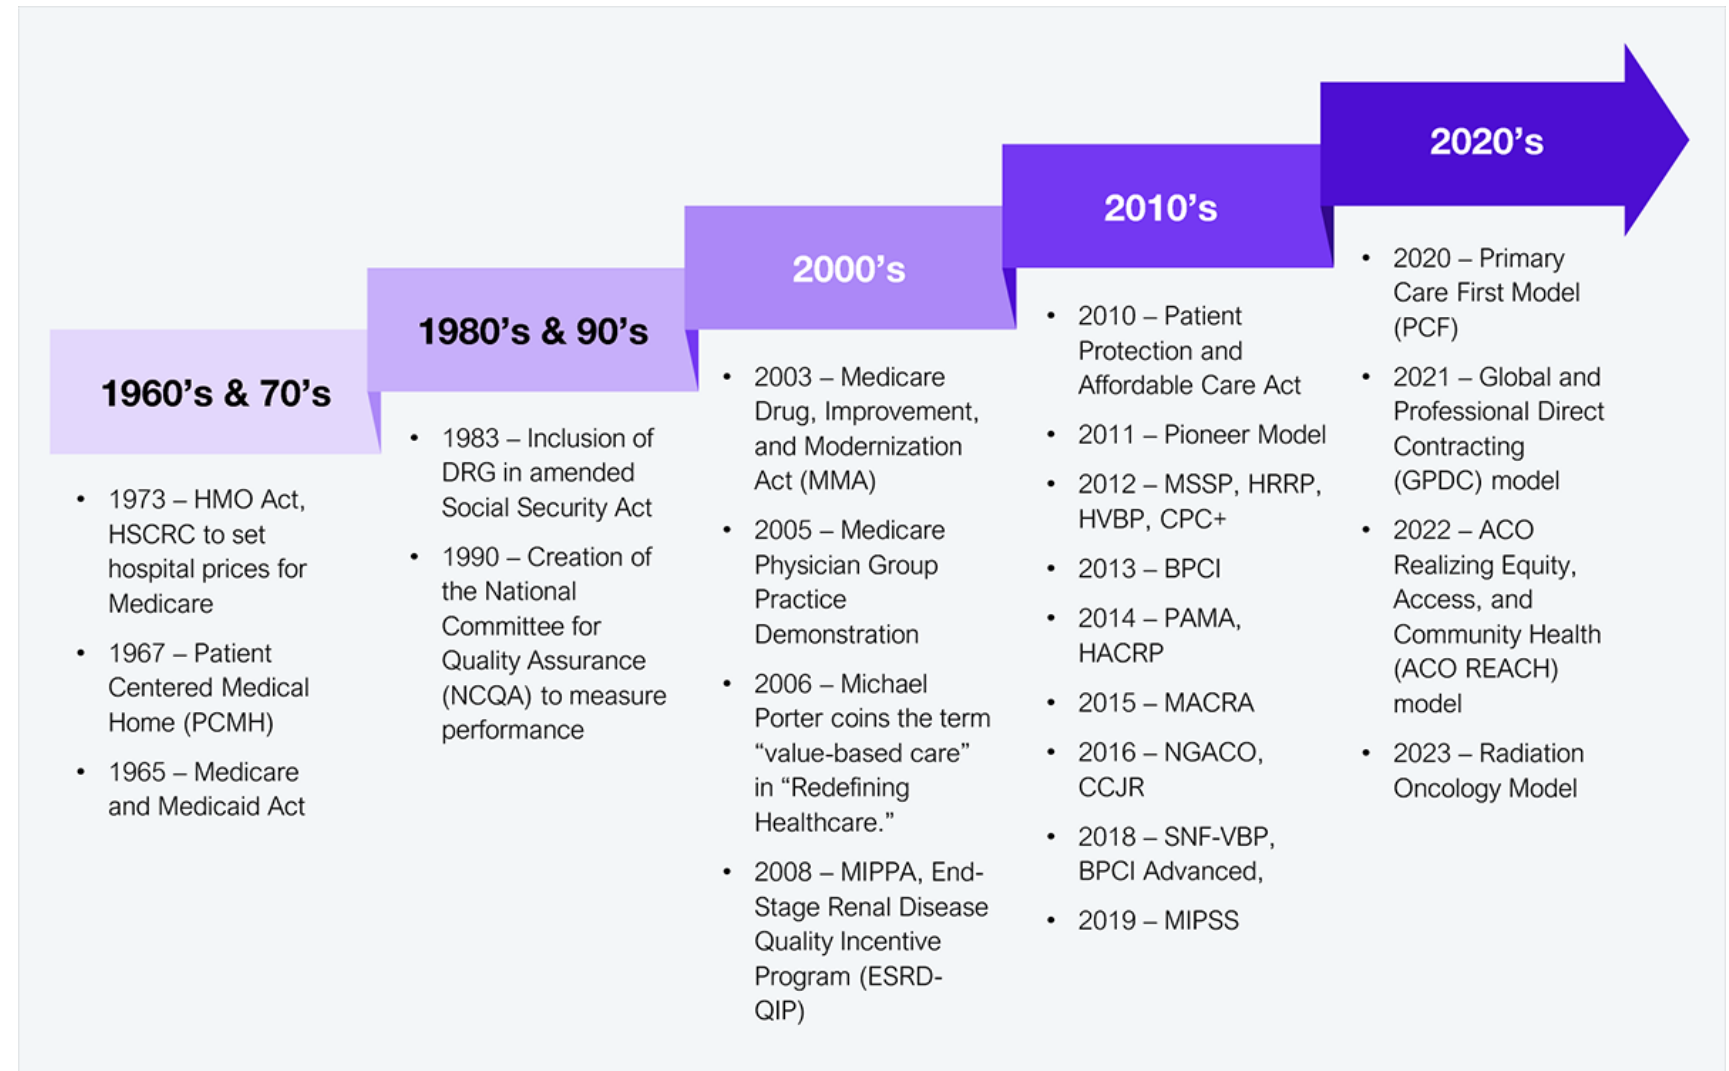 1960’s & 70’s
• 1973 – HMO Act,
HSCRC to set
hospital prices for
Medicare
• 1967 – Patient
Centered Medical
Home (PCMH)
• 1965 – Medicare
and Medicaid Act
1980’s & 90’s
• 1983 – Inclusion of
DRG in amended
Social Security Act
• 1990 – Creation of
the National
Committee for
Quality Assurance
(NCQA) to measure
performance
2000’s
• 2003 – Medicare
Drug, Improvement,
and Modernization
Act (MMA)
• 2005 – Medicare
Physician Group
Practice
Demonstration
• 2006 – Michael
Porter coins the term
“value-based care”
in “Redefining
Healthcare.”
• 2008 – MIPPA, End-
Stage Renal Disease
Quality Incentive
Program (ESRD-
QIP)
2010’s
• 2010 – Patient
Protection and
Affordable Care Act
• 2011 – Pioneer Model
• 2012 – MSSP, HRRP,
HVBP, CPC+
• 2013 – BPCI
• 2014 – PAMA,
HACRP
• 2015 – MACRA
• 2016 – NGACO,
CCJR
• 2018 – SNF-VBP,
BPCI Advanced,
• 2019 – MIPSS
2020’s
• 2020 – Primary
Care First Model
(PCF)
• 2021 – Global and
Professional Direct
Contracting
(GPDC) model
• 2022 – ACO
Realizing Equity,
Access, and
Community Health
(ACO REACH)
model
• 2023 – Radiation
Oncology Model